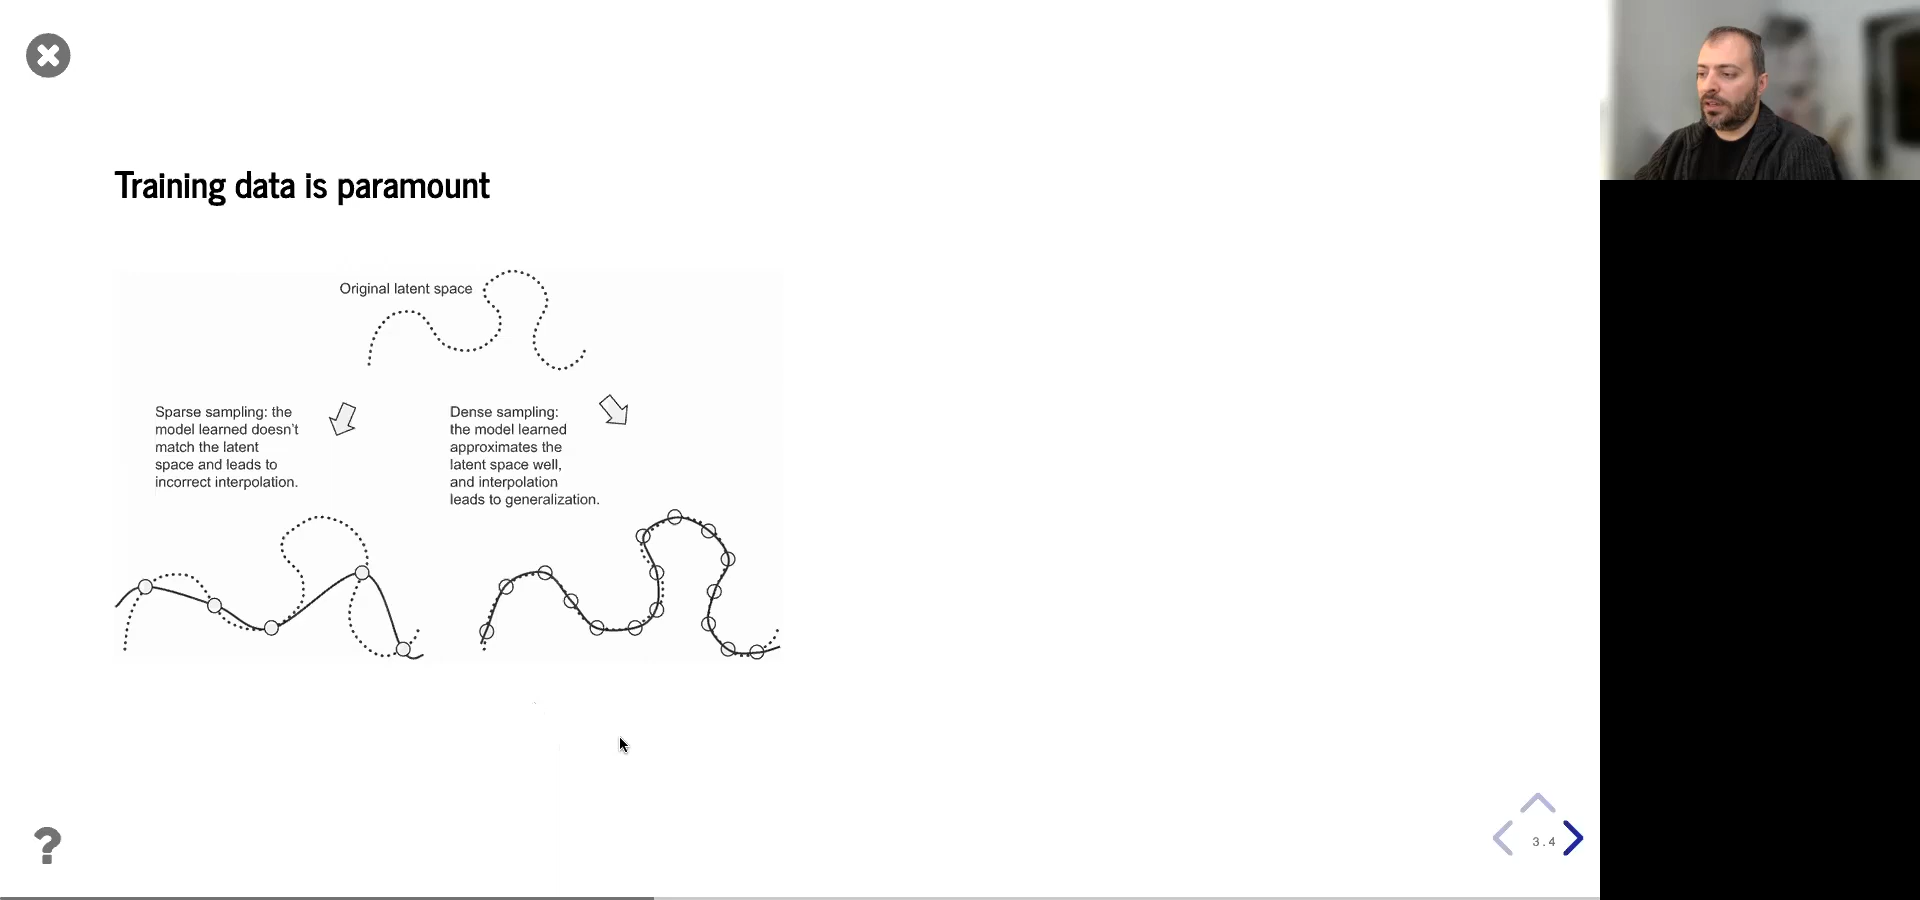 Training data is paramount
Original latent space
Sparse sampling: the
model learned doesn't
match the latent
space and leads to
incorrect interpolation.
Dense sampling:
the model learned
approximates the
latent space well,
and interpolation
leads to generalization.
?
3.4